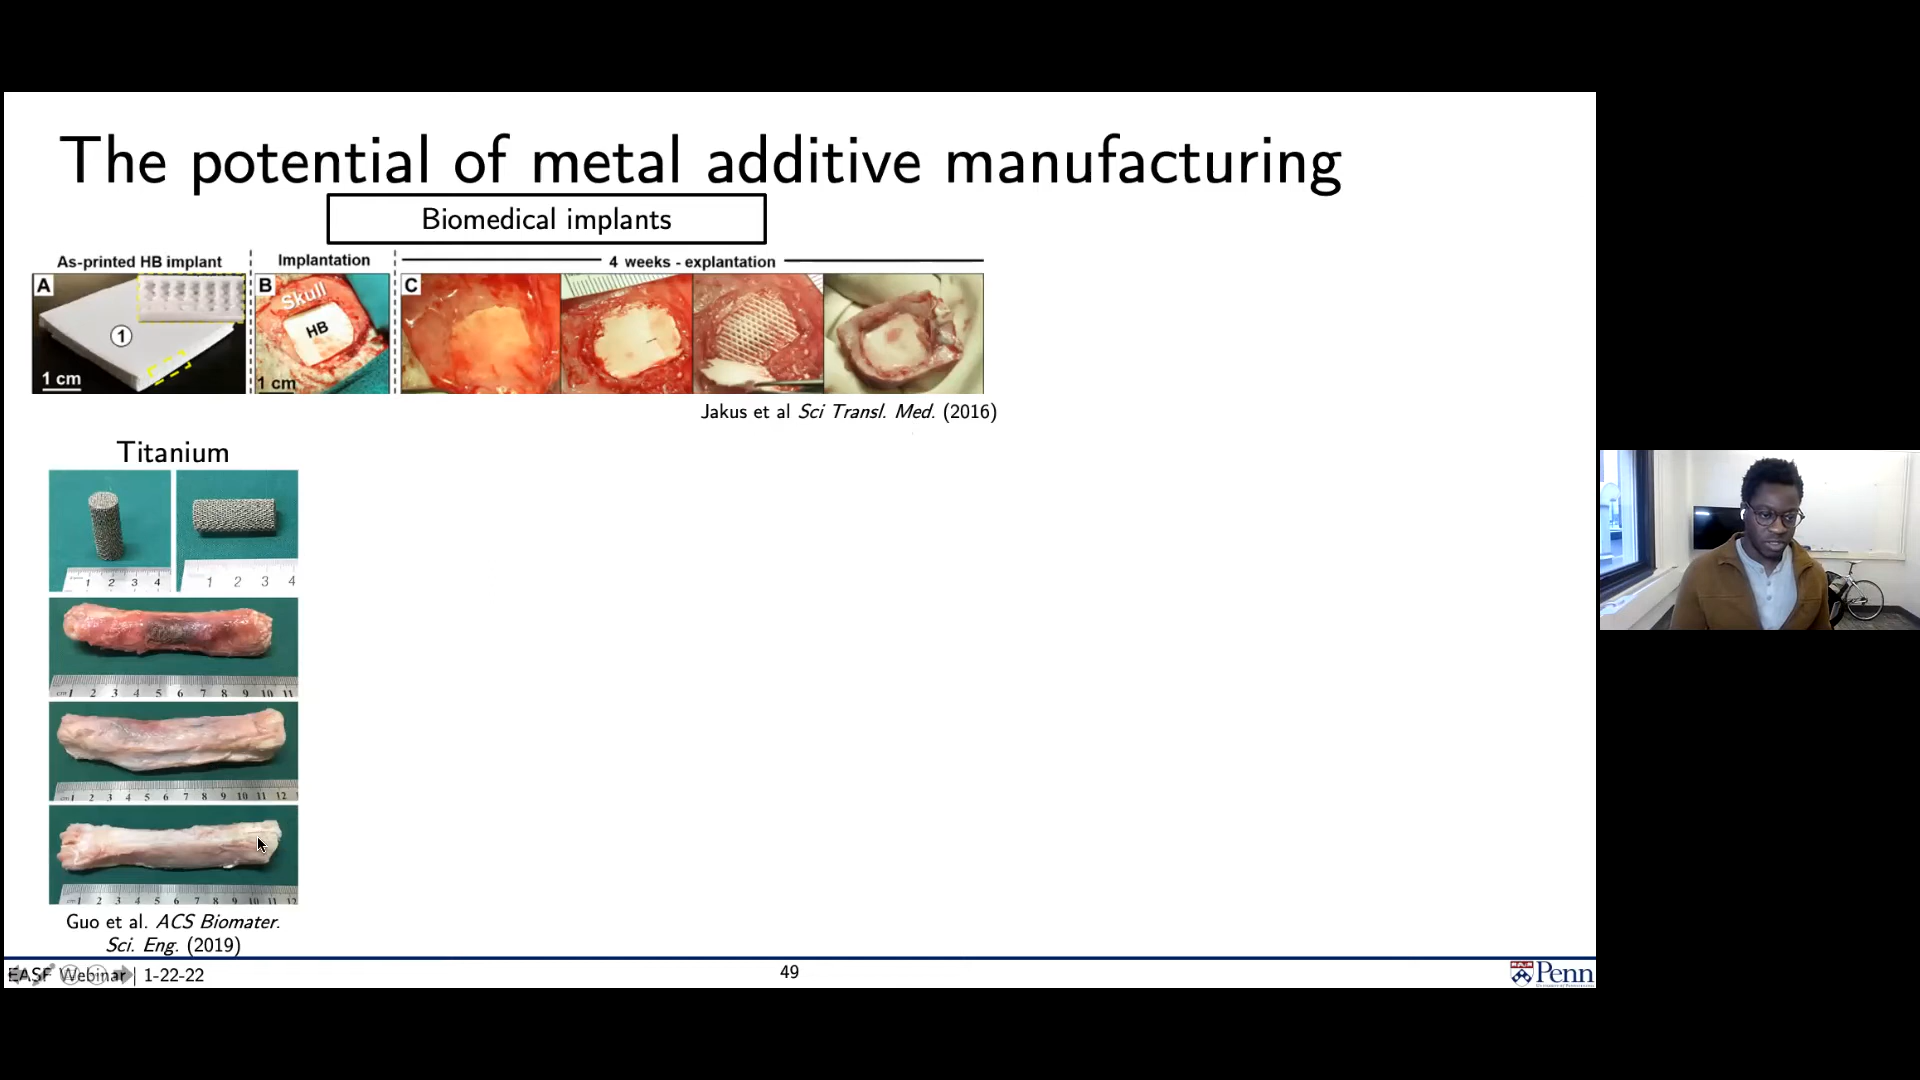 The potential of metal additive manufacturing
Biomedical implants
As-printed HB implant
Implantation
4 weeks - explantation
A
1
1 cm
B
Skull
HB
1 cm
C
Jakus et al Sci Transl. Med. (2016)
Titanium
1 2 3 4
1 2 3 4
cm 1 2 3 4 5 6 7 8 9 10 11
cm 1 2 3 4 5 6 7 8 9 10 11 12
1 2 3 4 5 6 7 8 9 10 11 12
Guo et al. ACS Biomater.
Sci. Eng. (2019)
EASF Webinar | 1-22-22
49
Penn